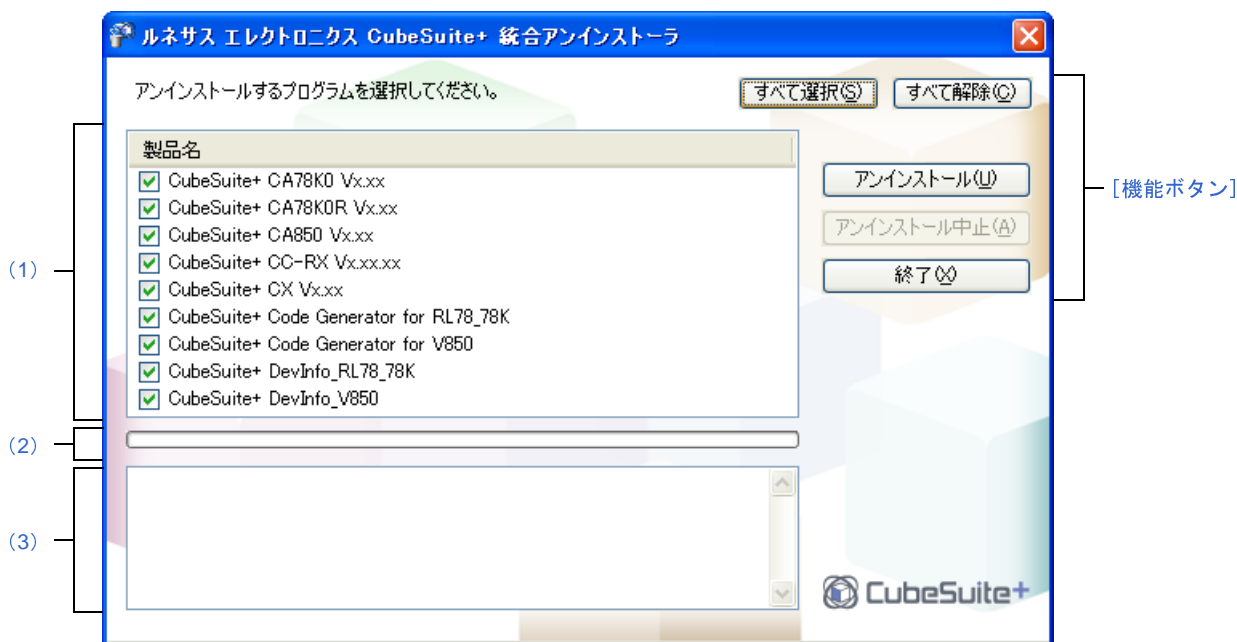 ルネサス エレクトロニクス CubeSuite+ 統合アンインストーラ
アンインストールするプログラムを選択してください。
すべて選択(S)
すべて解除(C)
製品名
CubeSuite+ CA78K0 Vx.xx
CubeSuite+ CA78K0R Vx.xx
CubeSuite+ CA850 Vx.xx
CubeSuite+ CC-RX Vx.xx.xx
CubeSuite+ CX Vx.xx
CubeSuite+ Code Generator for RL78_78K
CubeSuite+ Code Generator for V850
CubeSuite+ DevInfo_RL78_78K
CubeSuite+ DevInfo_V850
アンインストール(U)
アンインストール中止(A)
終了(X)
[機能ボタン]
(1)
(2)
(3)
CubeSuite+